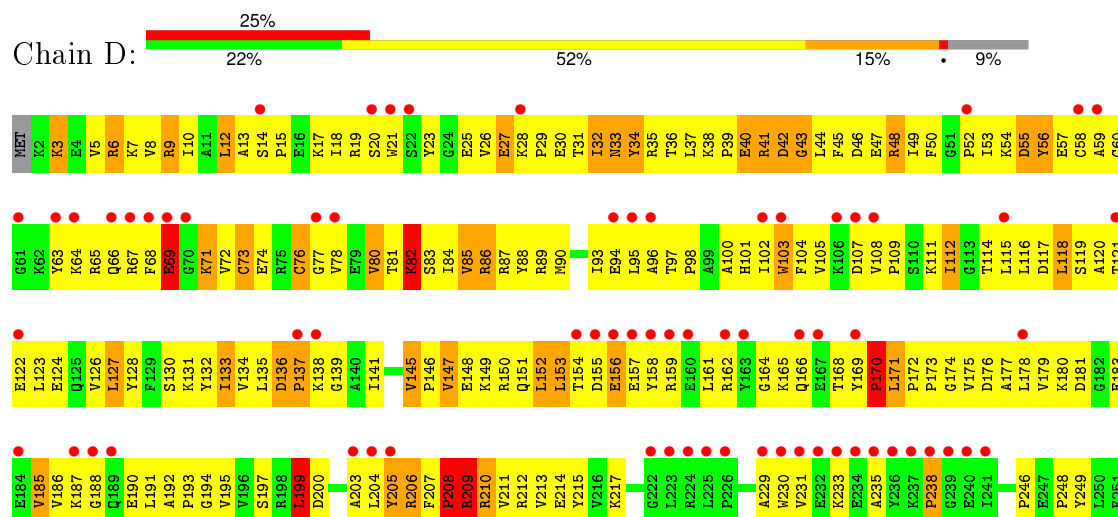 Chain D:
25%
22% 52% 15% • 9%
MET K2 K3 E4 V5 R6 K7 V8 R9 I10 A11 L12 A13 S14 P15 E16 K17 I18 R19 S20 W21 S22 Y23 G24 E25 V26 E27 K28 P29 E30 T31 I32 N33 Y34 R35 T36 L37 K38 P39 E40 R41 D42 G43 L44 F45 D46 E47 R48 I49 F50 G51 P52 I53 K54 D55 Y56 E57 C58 A59 C60
G61 K62 Y63 K64 R65 Q66 R67 F68 E69 G70 K71 V72 C73 E74 R75 C76 G77 V78 E79 V80 T81 K82 S83 I84 V85 R86 R87 Y88 R89 M90 I93 E94 L95 A96 T97 P98 A99 A100 H101 I102 W103 F104 V105 K106 D107 V108 P109 S110 K111 I112 G113 T114 L115 L116 D117 L118 S119 A120 T121
E122 L123 E124 Q125 V126 L127 Y128 F129 S130 K131 Y132 I133 V134 L135 D136 P137 K138 G139 A140 I141 V145 P146 V147 E148 K149 R150 Q151 L152 L153 T154 D155 E156 E157 Y158 R159 E160 L161 R162 Y163 G164 K165 Q166 E167 T168 Y169 P170 L171 P172 P173 G174 V175 D176 A177 L178 V179 K180 D181 G182 E183
E184 V185 V186 K187 G188 Q189 E190 L191 A192 P193 G194 V195 V196 S197 R198 L199 D200 A203 L204 Y205 R206 F207 P208 R209 R210 V211 R212 V213 E214 Y215 V216 K217 G222 L223 R224 L225 P226 A229 W230 V231 E232 K233 E234 A235 Y236 K237 P238 G239 E240 I241 P246 E247 P248 Y249 L250